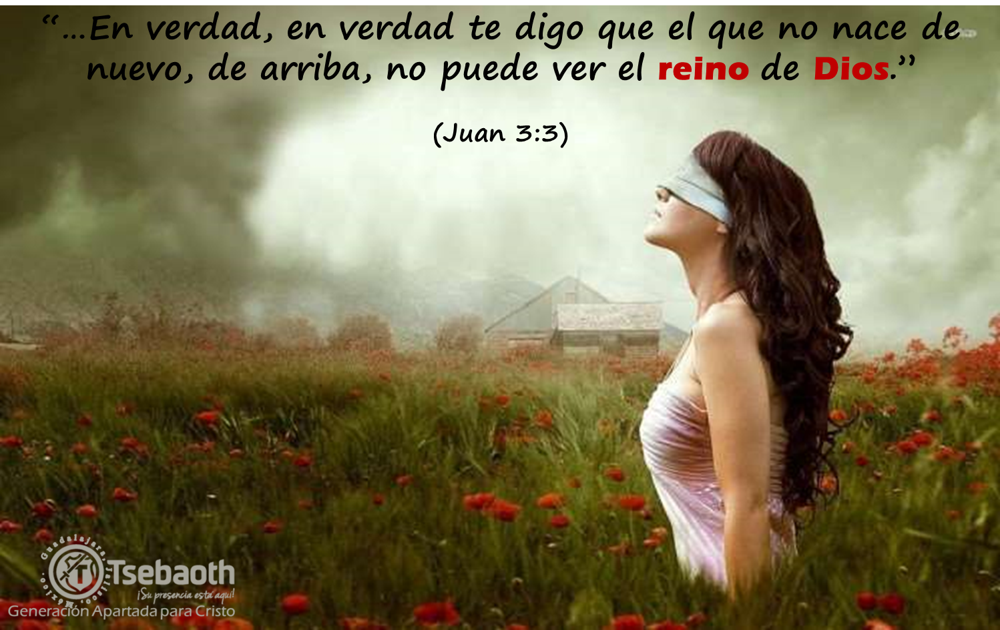 “...En verdad, en verdad te digo que el que no nace de
nuevo, de arriba, no puede ver el reino de Dios.”
(Juan 3:3)
Guadalajara, Jalisco. México.
Tsebaoth
¡Su presencia está aquí!
Generación Apartada para Cristo